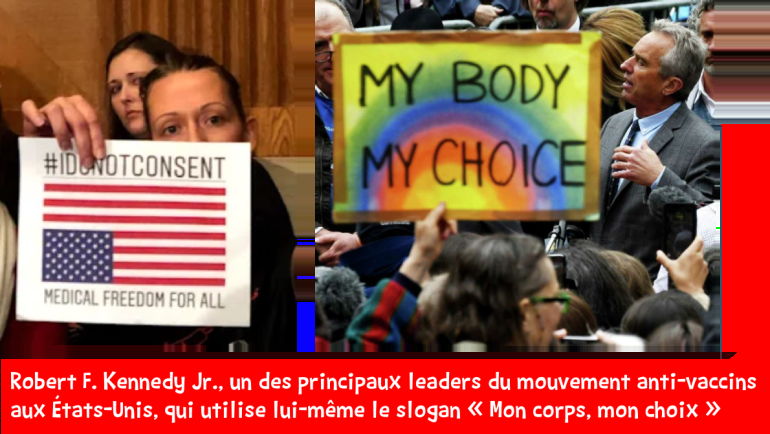 #IDONOTCONSENT
MEDICAL FREEDOM FOR ALL
MY BODY
MY CHOICE
Robert F. Kennedy Jr., un des principaux leaders du mouvement anti-vaccins
aux États-Unis, qui utilise lui-même le slogan « Mon corps, mon choix »